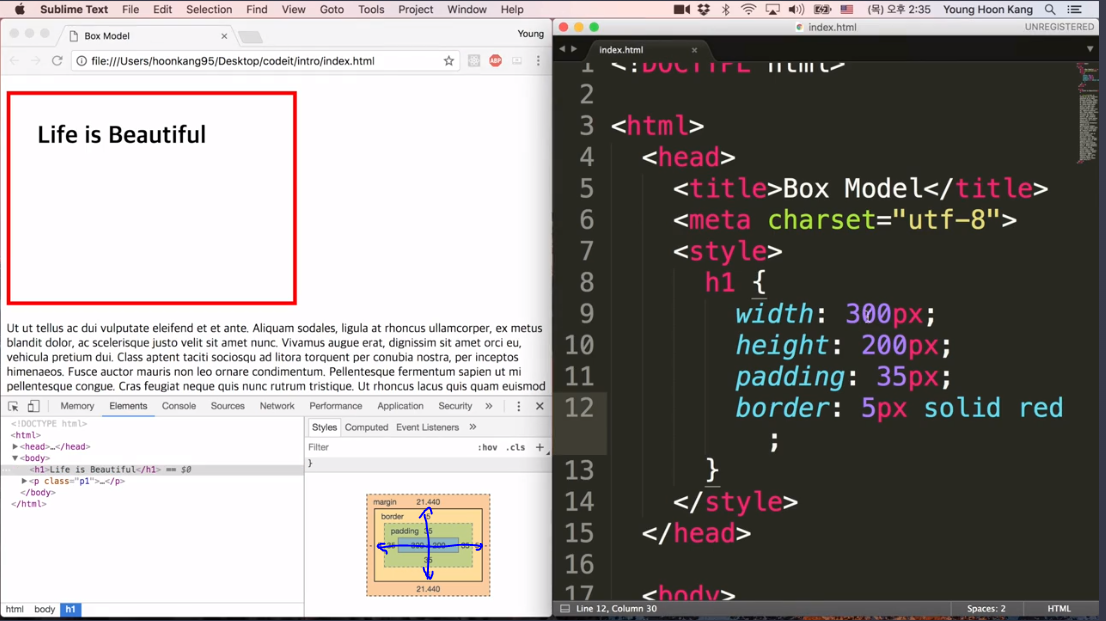 Sublime Text File Edit Selection Find View Goto Tools Project Window Help (목) 오후 2:35 Young Hoon Kang
Box Model
Young
file:///Users/hoonkang95/Desktop/codeit/intro/index.html
ABP
Life is Beautiful
Ut ut tellus ac dui vulputate eleifend et et ante. Aliquam sodales, ligula at rhoncus ullamcorper, ex metus
blandit dolor, ac scelerisque justo velit sit amet nunc. Vivamus augue erat, dignissim sit amet orci eu,
vehicula pretium dui. Class aptent taciti sociosqu ad litora torquent per conubia nostra, per inceptos
himenaeos. Fusce auctor mauris non leo ornare condimentum. Pellentesque fermentum sapien ut mi
pellentesque congue. Cras feugiat neque quis nunc rutrum tristique. Ut rhoncus lacus quis quam euismod
Memory Elements Console Sources Network Performance Application Security »
<!DOCTYPE html>
<html>
<head>…</head>
<body>
<h1>Life is Beautiful</h1> == $0
<p class="p1">…</p>
</body>
</html>
html body h1
Styles Computed Event Listeners »
Filter :hov .cls +
}
margin 21.440
border
padding 35
21.440
index.html UNREGISTERED
index.html
1 <!DOCTYPE html>
2
3 <html>
4 <head>
5 <title>Box Model</title>
6 <meta charset="utf-8">
7 <style>
8 h1 {
9 width: 300px;
10 height: 200px;
11 padding: 35px;
12 border: 5px solid red
;
13 }
14 </style>
15 </head>
16
17 <body>
Line 12, Column 30 Spaces: 2 HTML